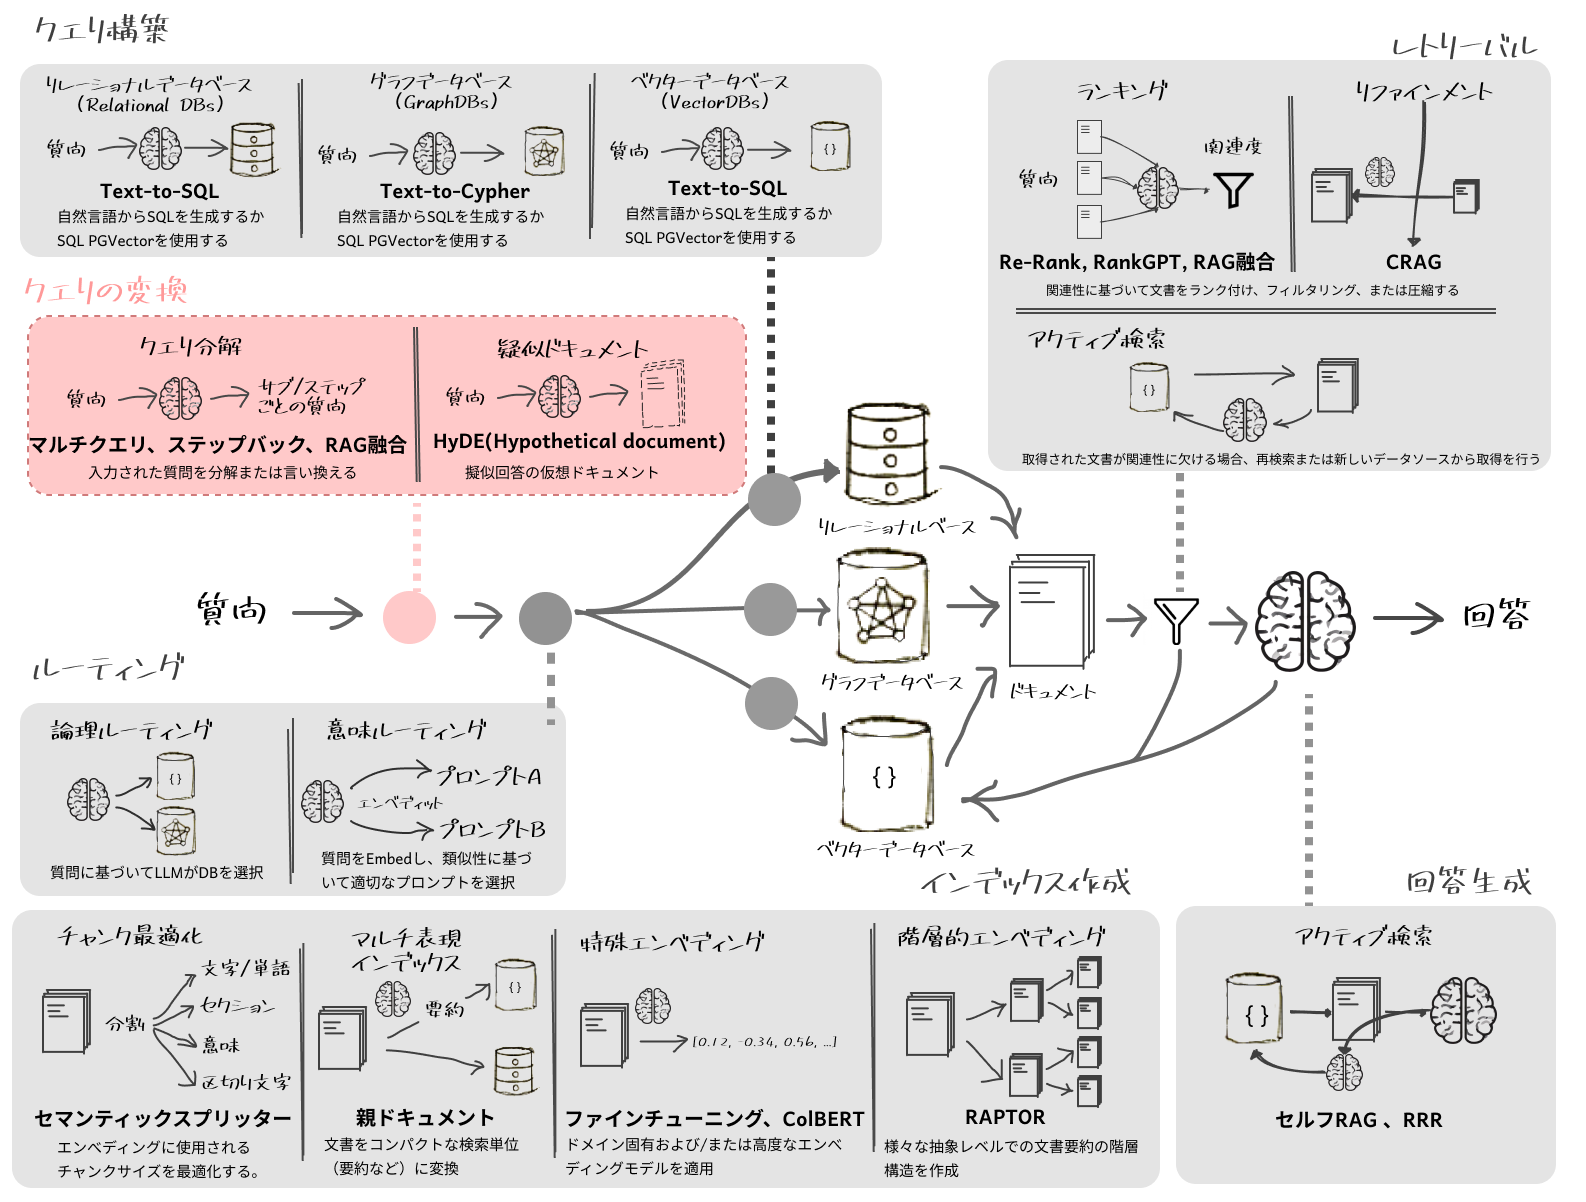 クエリ構築
リレーショナルデータベース
(Relational DBs)
質問
Text-to-SQL
自然言語からSQLを生成するか
SQL PGVectorを使用する
グラフデータベース
(GraphDBs)
質問
Text-to-Cypher
自然言語からSQLを生成するか
SQL PGVectorを使用する
ベクターデータベース
(VectorDBs)
質問
{ }
Text-to-SQL
自然言語からSQLを生成するか
SQL PGVectorを使用する
レトリーバル
ランキング
質問
関連度
Re-Rank, RankGPT, RAG融合
リファインメント
CRAG
関連性に基づいて文書をランク付け、フィルタリング、または圧縮する
アクティブ検索
{ }
取得された文書が関連性に欠ける場合、再検索または新しいデータソースから取得を行う
クエリの変換
クエリ分解
質問
サブ/ステップ
ごとの質問
マルチクエリ、ステップバック、RAG融合
入力された質問を分解または言い換える
疑似ドキュメント
質問
HyDE(Hypothetical document)
擬似回答の仮想ドキュメント
質問
リレーショナルベース
グラフデータベース
{ }
ベクターデータベース
ドキュメント
回答
ルーティング
論理ルーティング
{ }
質問に基づいてLLMがDBを選択
意味ルーティング
プロンプトA
エンベディット
プロンプトB
質問をEmbedし、類似性に基づ
いて適切なプロンプトを選択
インデックス作成
チャンク最適化
分割
文字/単語
セクション
意味
区切り文字
セマンティックスプリッター
エンベディングに使用される
チャンクサイズを最適化する。
マルチ表現
インデックス
要約
{ }
親ドキュメント
文書をコンパクトな検索単位
（要約など）に変換
特殊エンベディング
[0.12, -0.34, 0.56, ...]
ファインチューニング、ColBERT
ドメイン固有および/または高度なエンベ
ディングモデルを適用
階層的エンベディング
RAPTOR
様々な抽象レベルでの文書要約の階層
構造を作成
回答生成
アクティブ検索
{ }
セルフRAG 、RRR